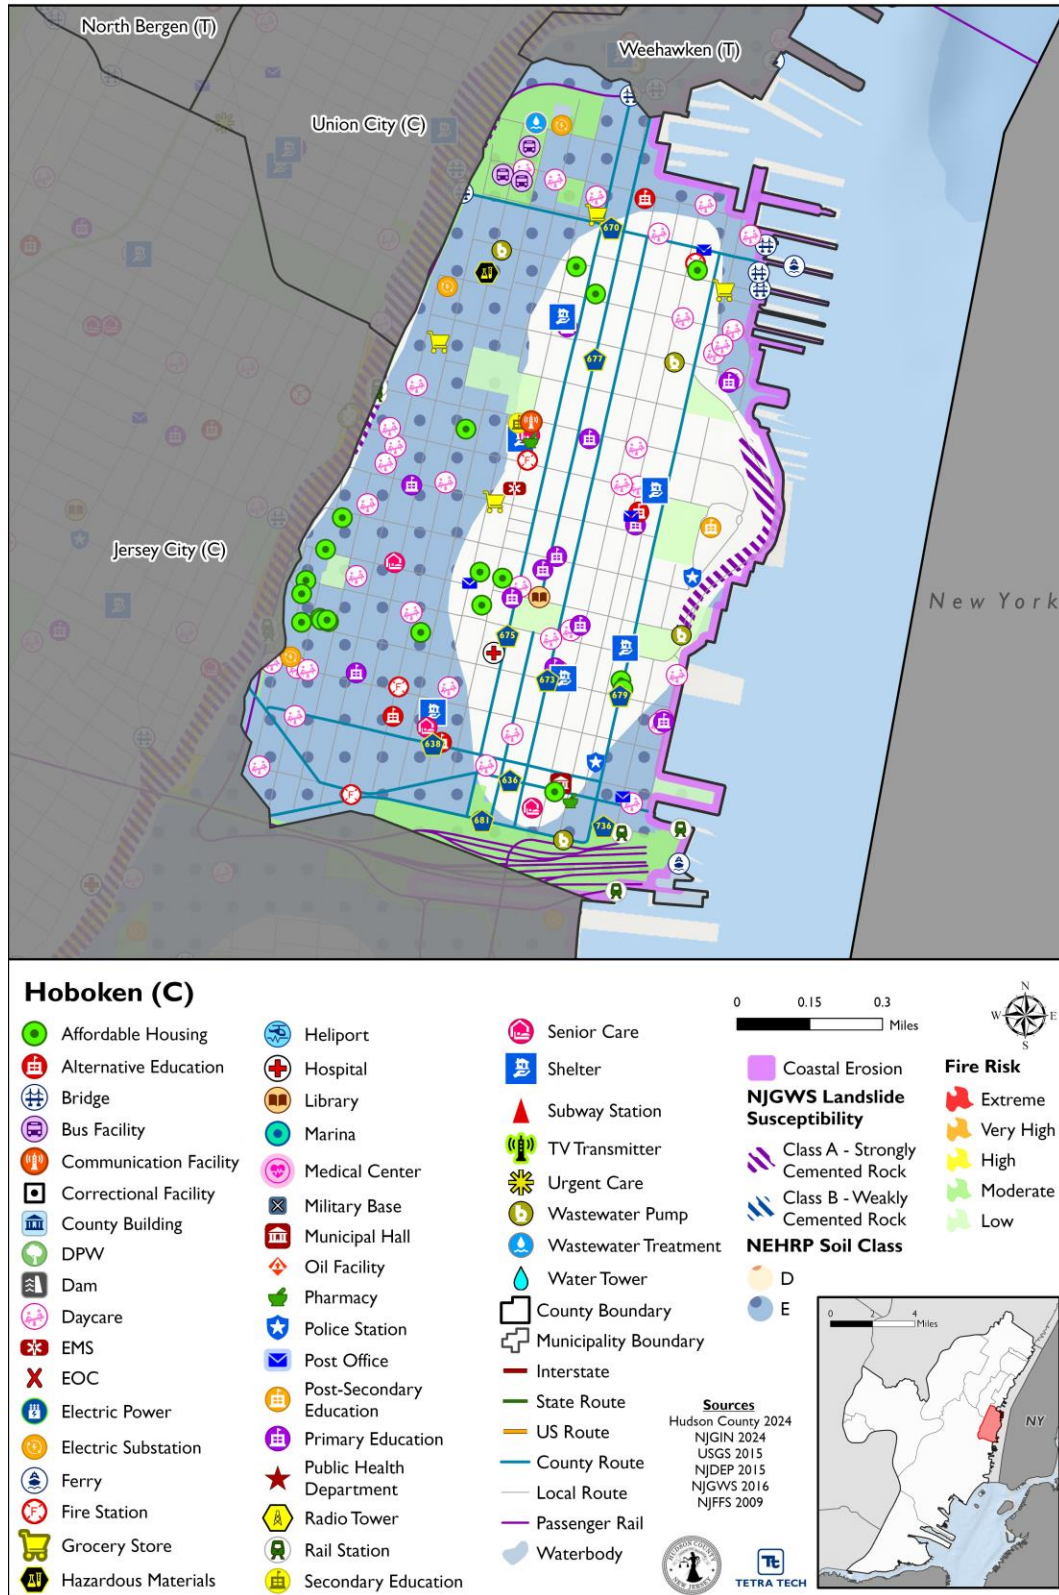 North Bergen (T)
Weehawken (T)
Union City (C)
Jersey City (C)
New York
670
677
675
673
679
638
636
681
736
Hoboken (C)
Affordable Housing
Alternative Education
Bridge
Bus Facility
Communication Facility
Correctional Facility
County Building
DPW
Dam
Daycare
EMS
EOC
Electric Power
Electric Substation
Ferry
Fire Station
Grocery Store
Hazardous Materials
Heliport
Hospital
Library
Marina
Medical Center
Military Base
Municipal Hall
Oil Facility
Pharmacy
Police Station
Post Office
Post-Secondary
Education
Primary Education
Public Health
Department
Radio Tower
Rail Station
Secondary Education
Senior Care
Shelter
Subway Station
TV Transmitter
Urgent Care
Wastewater Pump
Wastewater Treatment
Water Tower
County Boundary
Municipality Boundary
Interstate
State Route
US Route
County Route
Local Route
Passenger Rail
Waterbody
0 0.15 0.3
Miles
N
W E
S
Coastal Erosion
NJGWS Landslide
Susceptibility
Class A - Strongly
Cemented Rock
Class B - Weakly
Cemented Rock
NEHRP Soil Class
D
E
Fire Risk
Extreme
Very High
High
Moderate
Low
Sources
Hudson County 2024
NJGIN 2024
USGS 2015
NJDEP 2015
NJGWS 2016
NJFFS 2009
HUDSON COUNTY
NEW JERSEY
TETRA TECH
0 2 4
Miles
NY